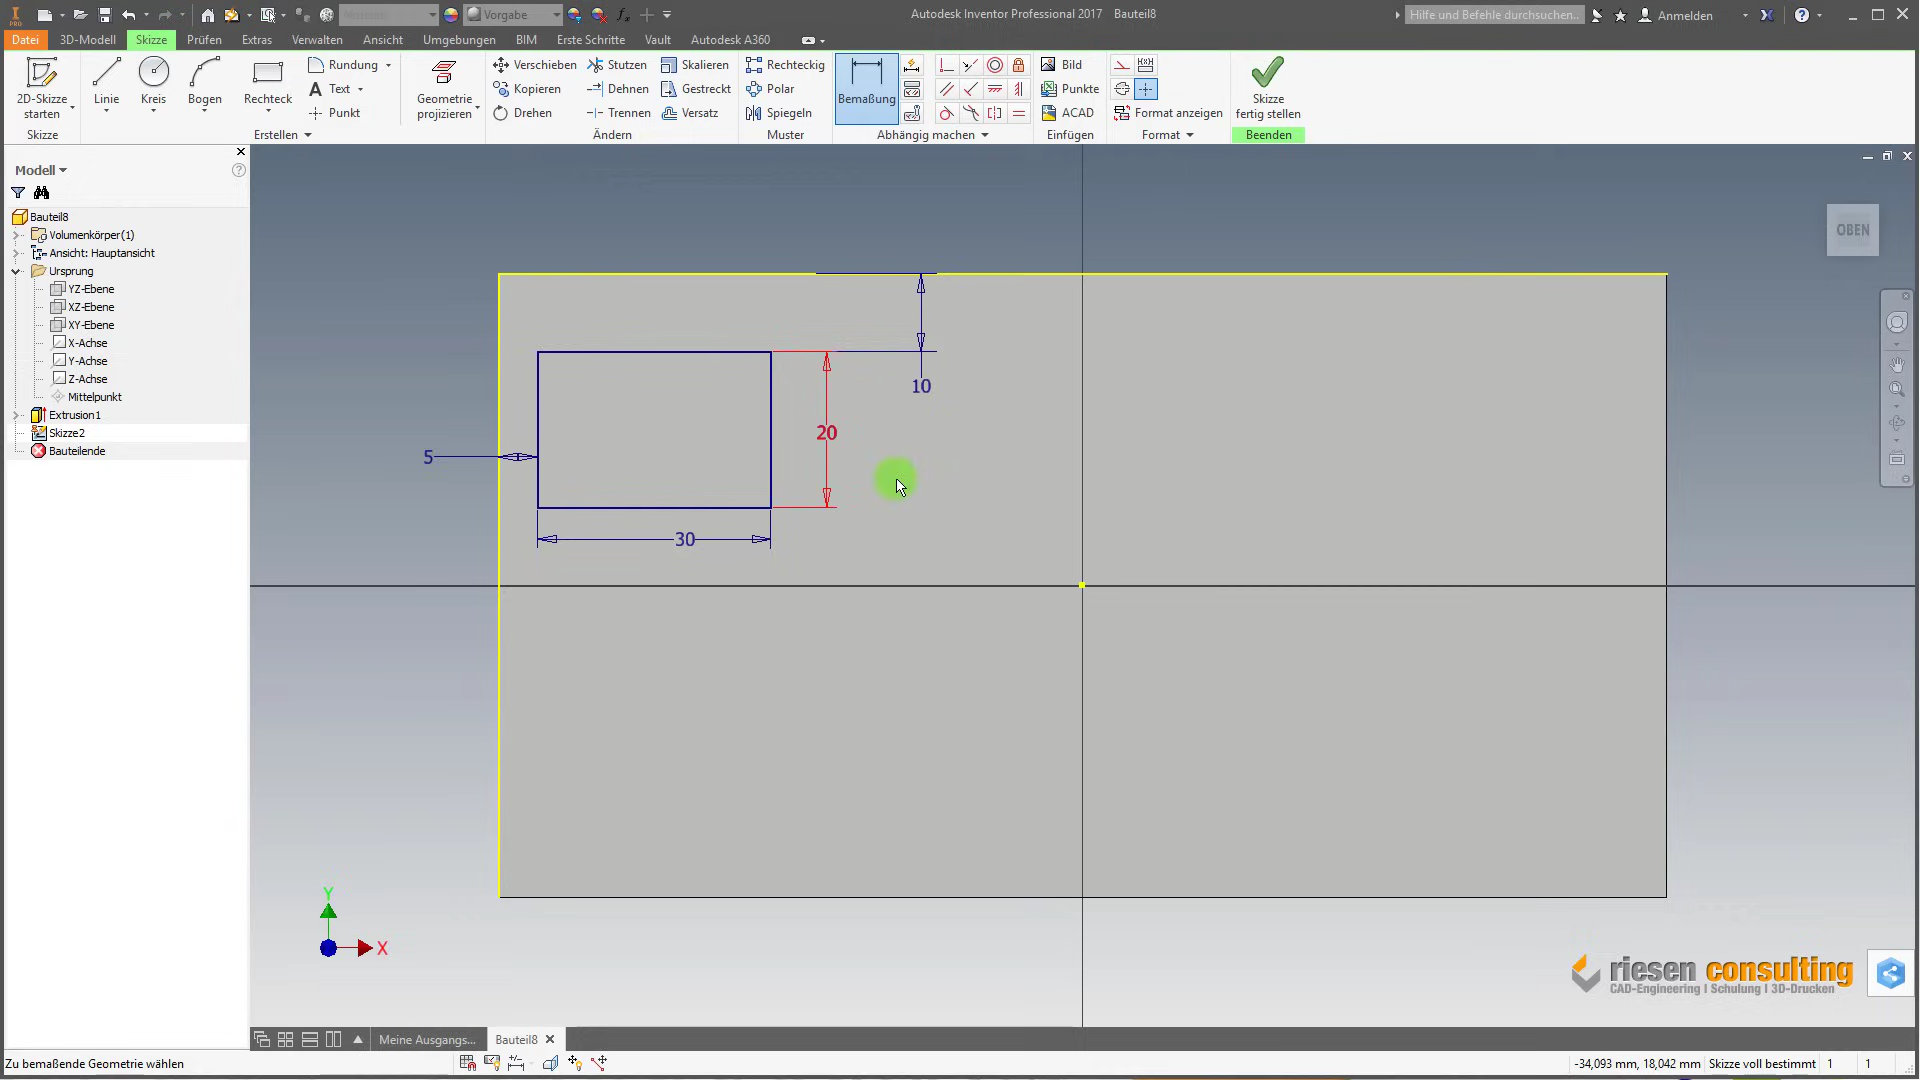 Vorgabe
Autodesk Inventor Professional 2017 Bauteil8
Hilfe und Befehle durchsuchen...
Anmelden
Datei 3D-Modell Skizze Prüfen Extras Verwalten Ansicht Umgebungen BIM Erste Schritte Vault Autodesk A360
2D-Skizze starten
Linie
Kreis
Bogen
Rechteck
Rundung
Text
Punkt
Geometrie projizieren
Verschieben
Kopieren
Drehen
Stutzen
Dehnen
Trennen
Skalieren
Gestreckt
Versatz
Rechteckig
Polar
Spiegeln
Bemaßung
Bild
Punkte
ACAD
Format anzeigen
Skizze fertig stellen
Skizze Erstellen Ändern Muster Abhängig machen Einfügen Format Beenden
Modell
Bauteil8
Volumenkörper(1)
Ansicht: Hauptansicht
Ursprung
YZ-Ebene
XZ-Ebene
XY-Ebene
X-Achse
Y-Achse
Z-Achse
Mittelpunkt
Extrusion1
Skizze2
Bauteilende
OBEN
10
20
5
30
Y
X
riesen consulting
CAD-Engineering I Schulung I 3D-Drucken
Meine Ausgangs... Bauteil8
Zu bemaßende Geometrie wählen
-34,093 mm, 18,042 mm Skizze voll bestimmt 1 1